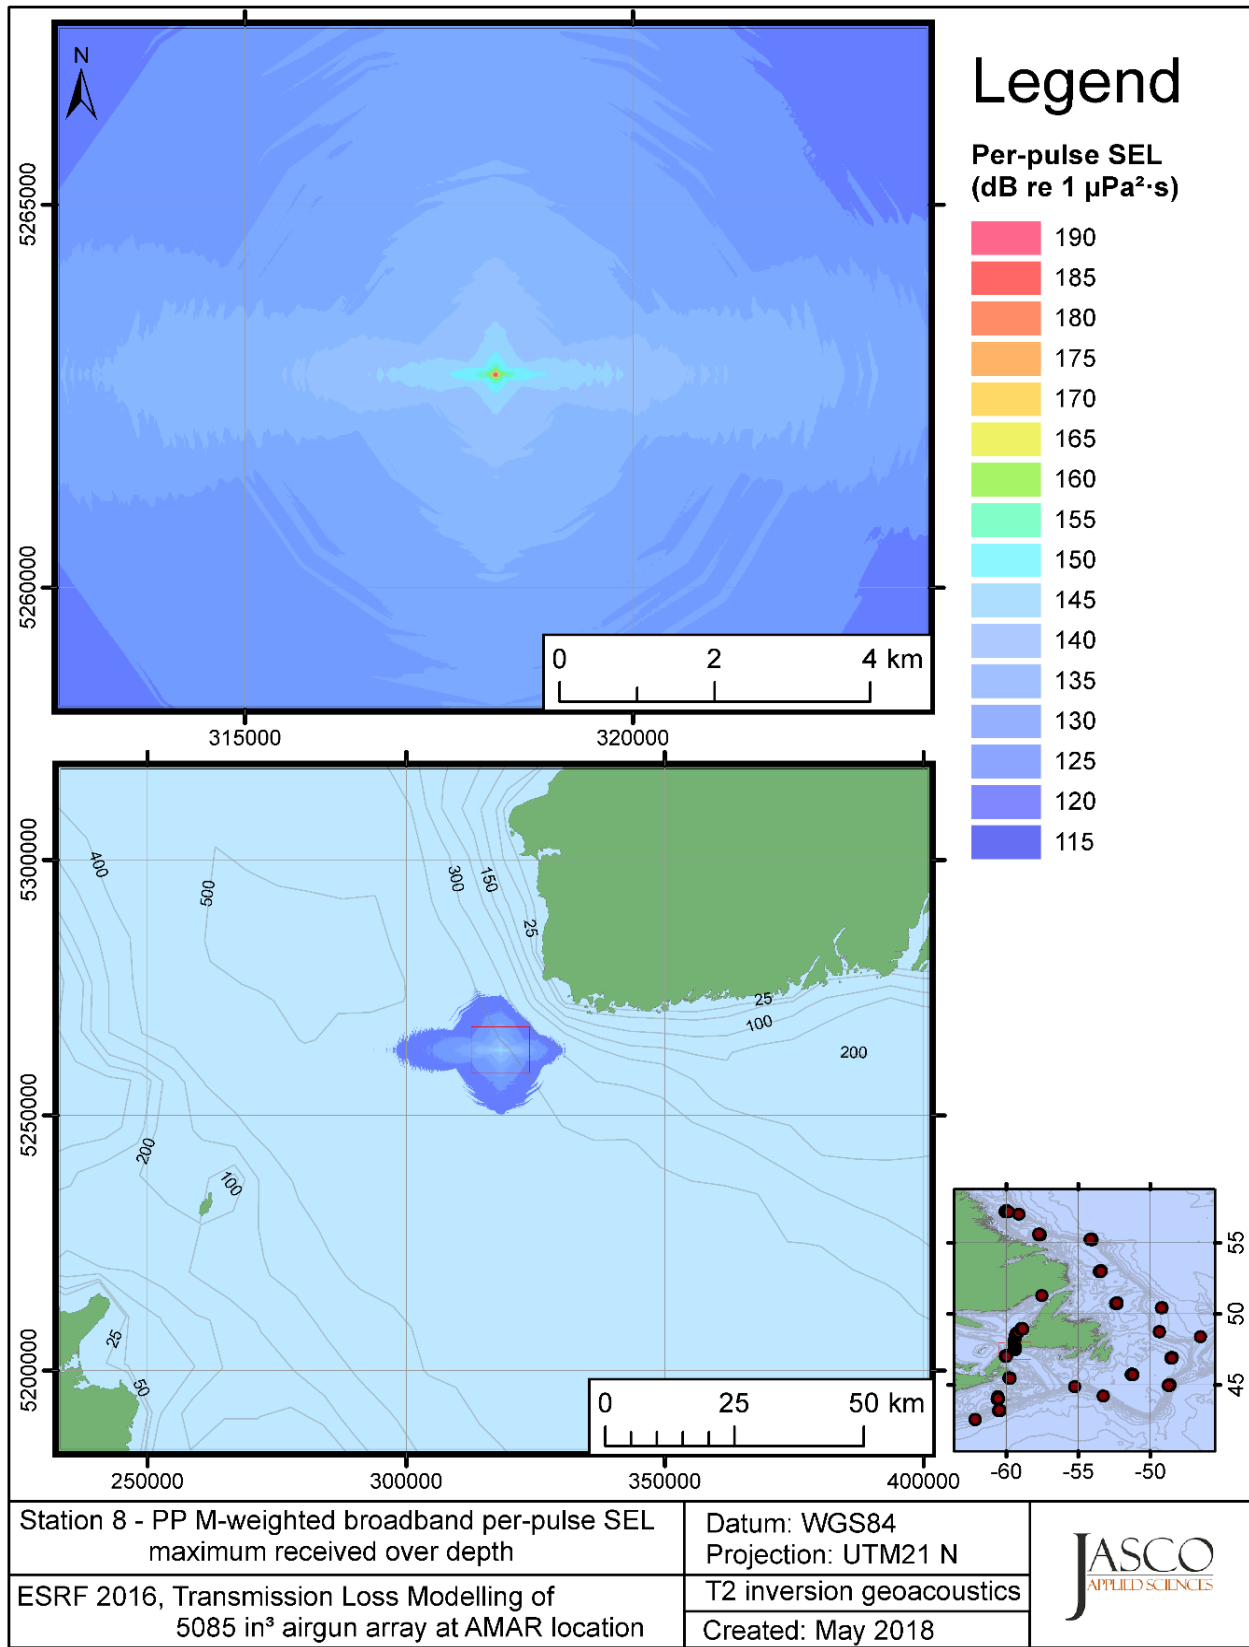 N
5265000
5260000
0 2 4 km
315000 320000
Legend
Per-pulse SEL
(dB re 1 µPa²·s)
190
185
180
175
170
165
160
155
150
145
140
135
130
125
120
115
5300000
5250000
5200000
400
500
300
150
25
25
100
200
200
100
25
50
0 25 50 km
250000 300000 350000 400000
55
50
45
-60 -55 -50
Station 8 - PP M-weighted broadband per-pulse SEL
maximum received over depth
ESRF 2016, Transmission Loss Modelling of
5085 in³ airgun array at AMAR location
Datum: WGS84
Projection: UTM21 N
T2 inversion geoacoustics
Created: May 2018
JASCO
APPLIED SCIENCES